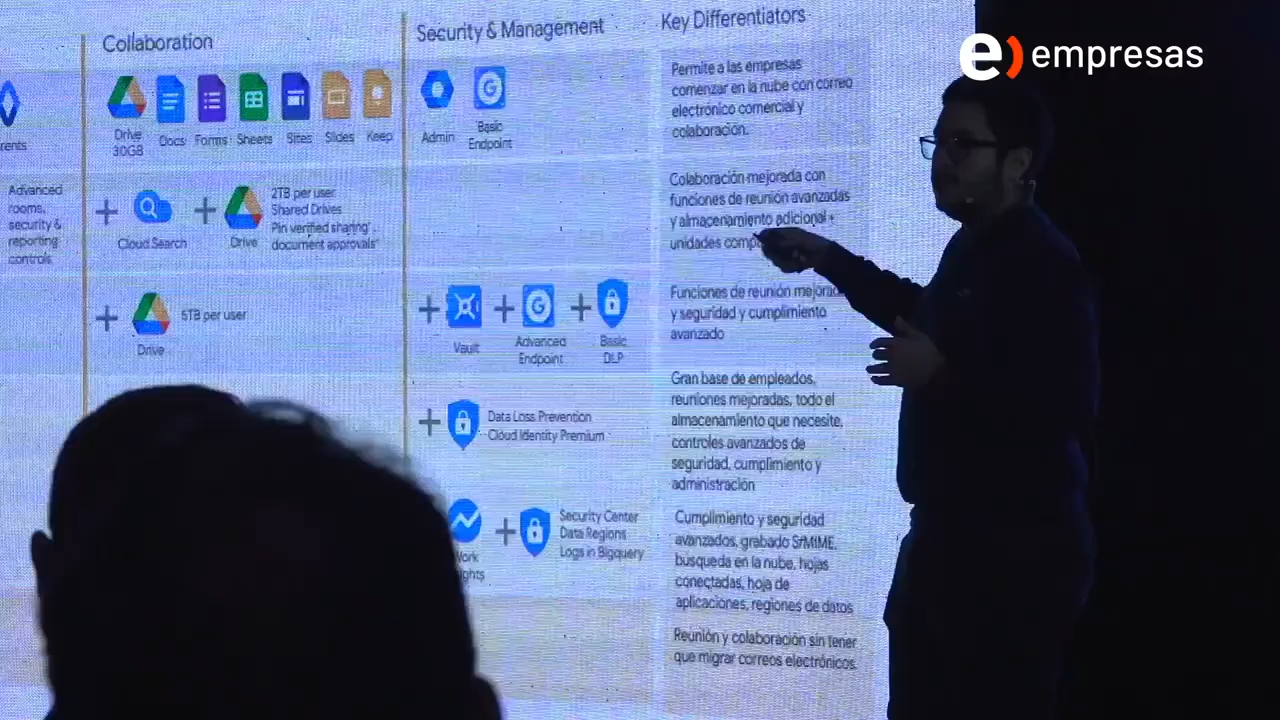 e) empresas
Collaboration
Security & Management
Key Differentiators
rents
Drive
30GB
Docs
Forms
Sheets
Sites
Slides
Keep
Admin
Basic
Endpoint
Permite a las empresas
comenzar en la nube con correo
electrónico comercial y
colaboración.
Advanced
rooms,
security &
reporting
controls
+
Cloud Search
+
Drive
2TB per user
Shared Drives
Pin verified sharing
document approvals
Colaboración mejorada con
funciones de reunión avanzadas
y almacenamiento adicional +
unidades comp
+
Drive
5TB per user
+
Vault
+
Advanced
Endpoint
+
Basic
DLP
Funciones de reunión mejorad
y seguridad y cumplimiento
avanzado
+
Data Loss Prevention
Cloud Identity Premium
Gran base de empleados,
reuniones mejoradas, todo el
almacenamiento que necesite,
controles avanzados de
seguridad, cumplimiento y
administración
ork
ghts
+
Security Center
Data Regions
Logs in Bigquery
Cumplimiento y seguridad
avanzados, grabado S/MIME,
búsqueda en la nube, hojas
conectadas, hoja de
aplicaciones, regiones de datos
Reunión y colaboración sin tener
que migrar correos electrónicos.